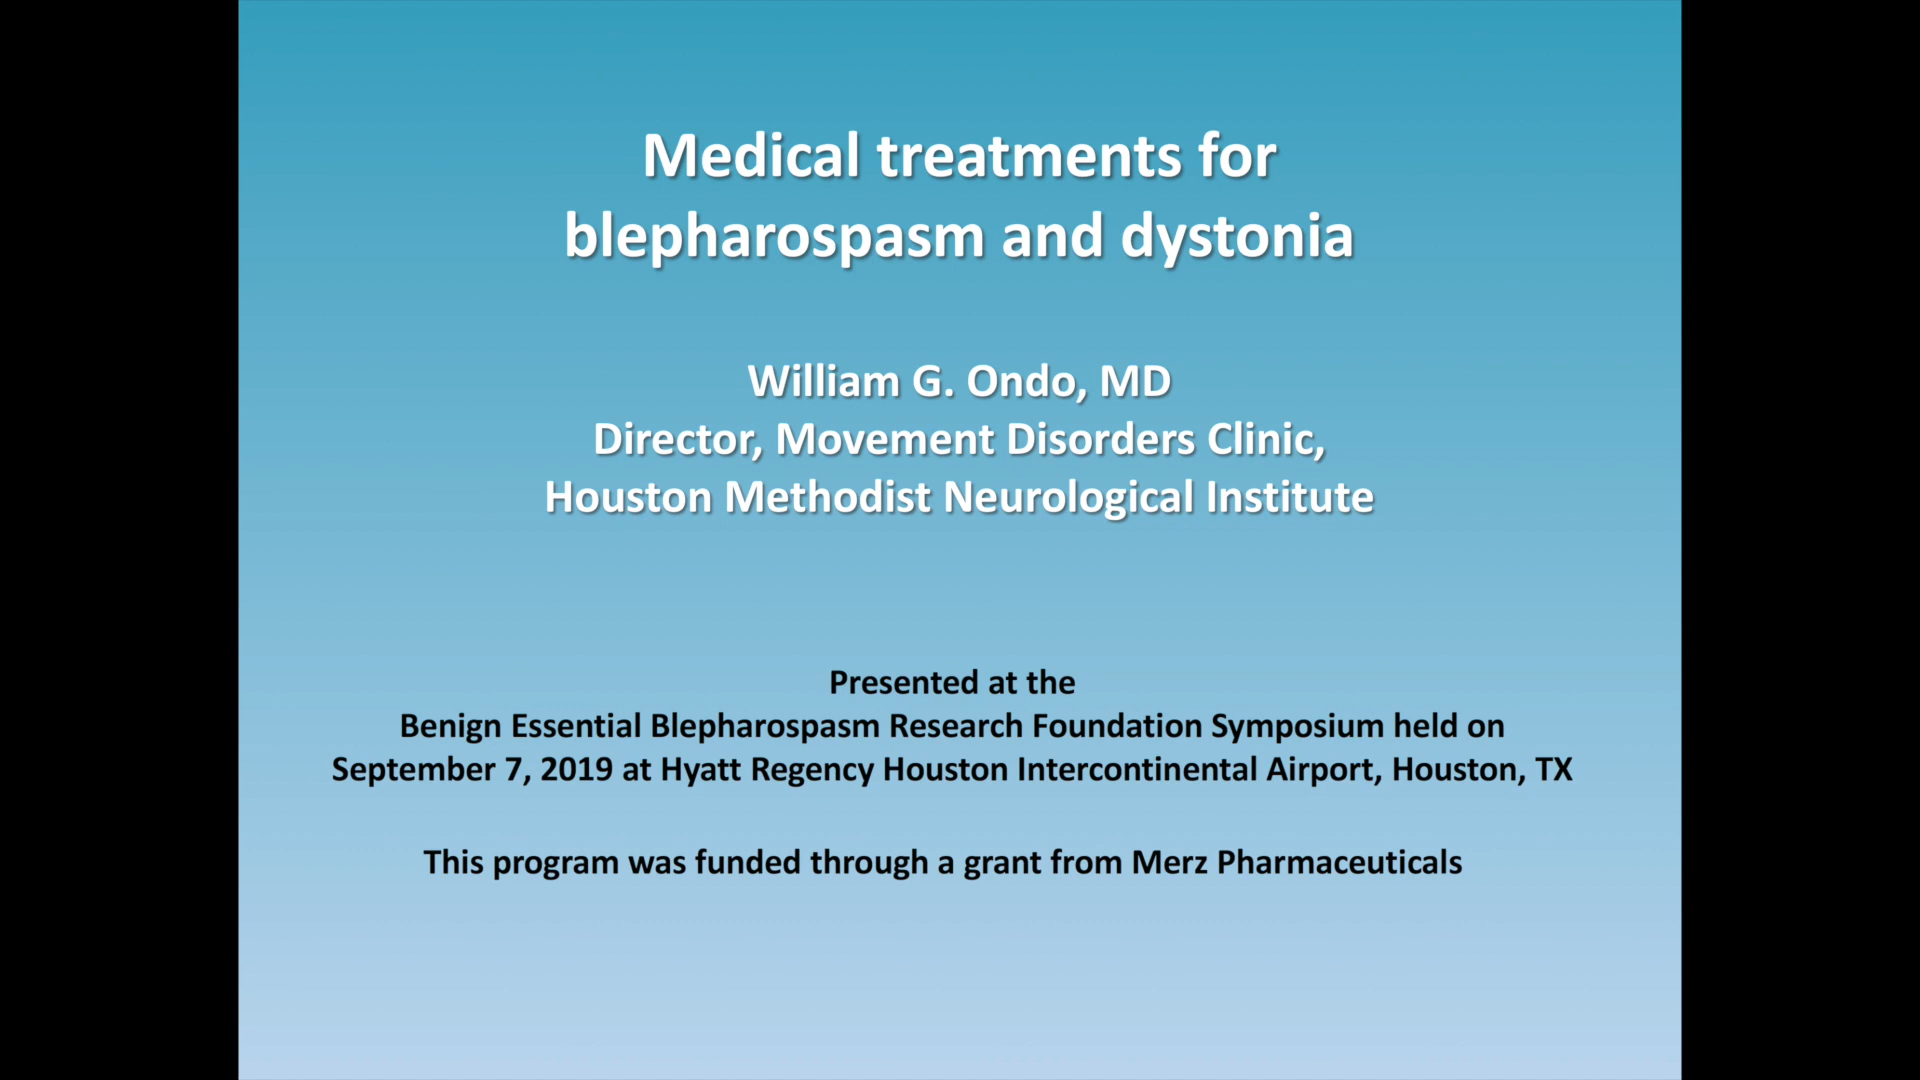 Medical treatments for
blepharospasm and dystonia
William G. Ondo, MD
Director, Movement Disorders Clinic,
Houston Methodist Neurological Institute
Presented at the
Benign Essential Blepharospasm Research Foundation Symposium held on
September 7, 2019 at Hyatt Regency Houston Intercontinental Airport, Houston, TX
This program was funded through a grant from Merz Pharmaceuticals